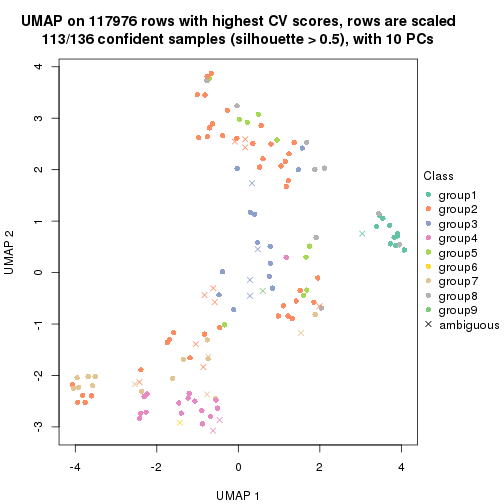 UMAP on 117976 rows with highest CV scores, rows are scaled
113/136 confident samples (silhouette > 0.5), with 10 PCs
4
3
2
1
0
-1
-2
-3
UMAP 2
-4
-2
0
2
4
UMAP 1
Class
group1
group2
group3
group4
group5
group6
group7
group8
group9
ambiguous